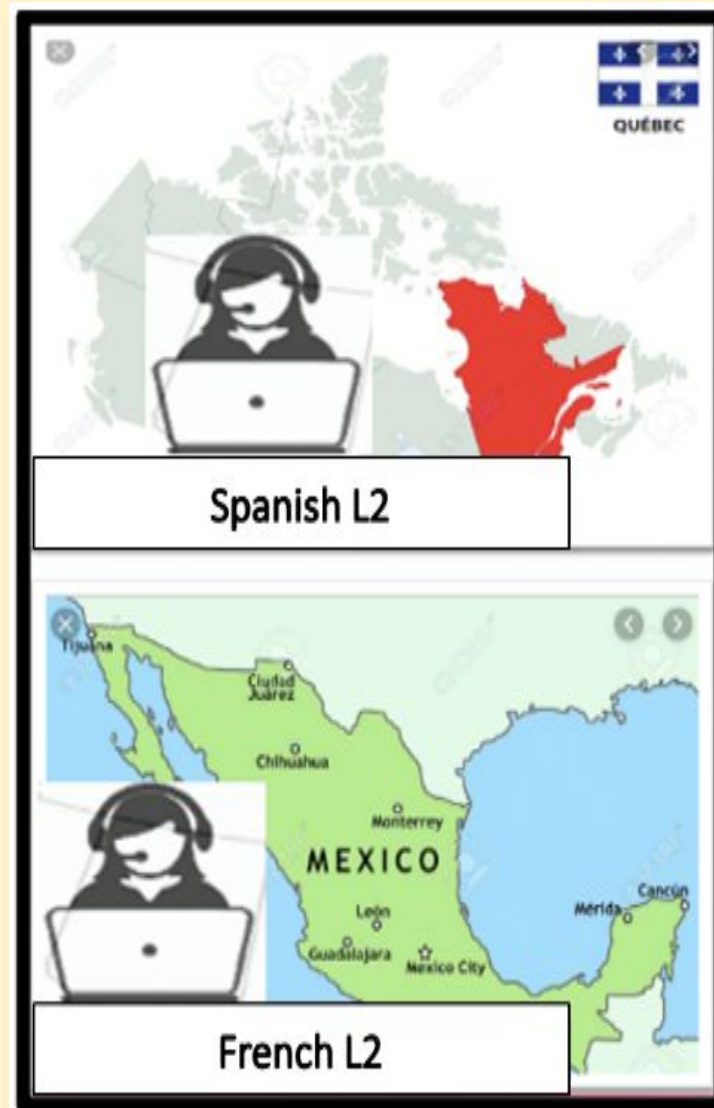 QUÉBEC
Spanish L2
Tijuana
Ciudad
Juárez
Chihuahua
Monterrey
MEXICO
Cancún
Mérida
León
Guadalajara
Mexico City
French L2